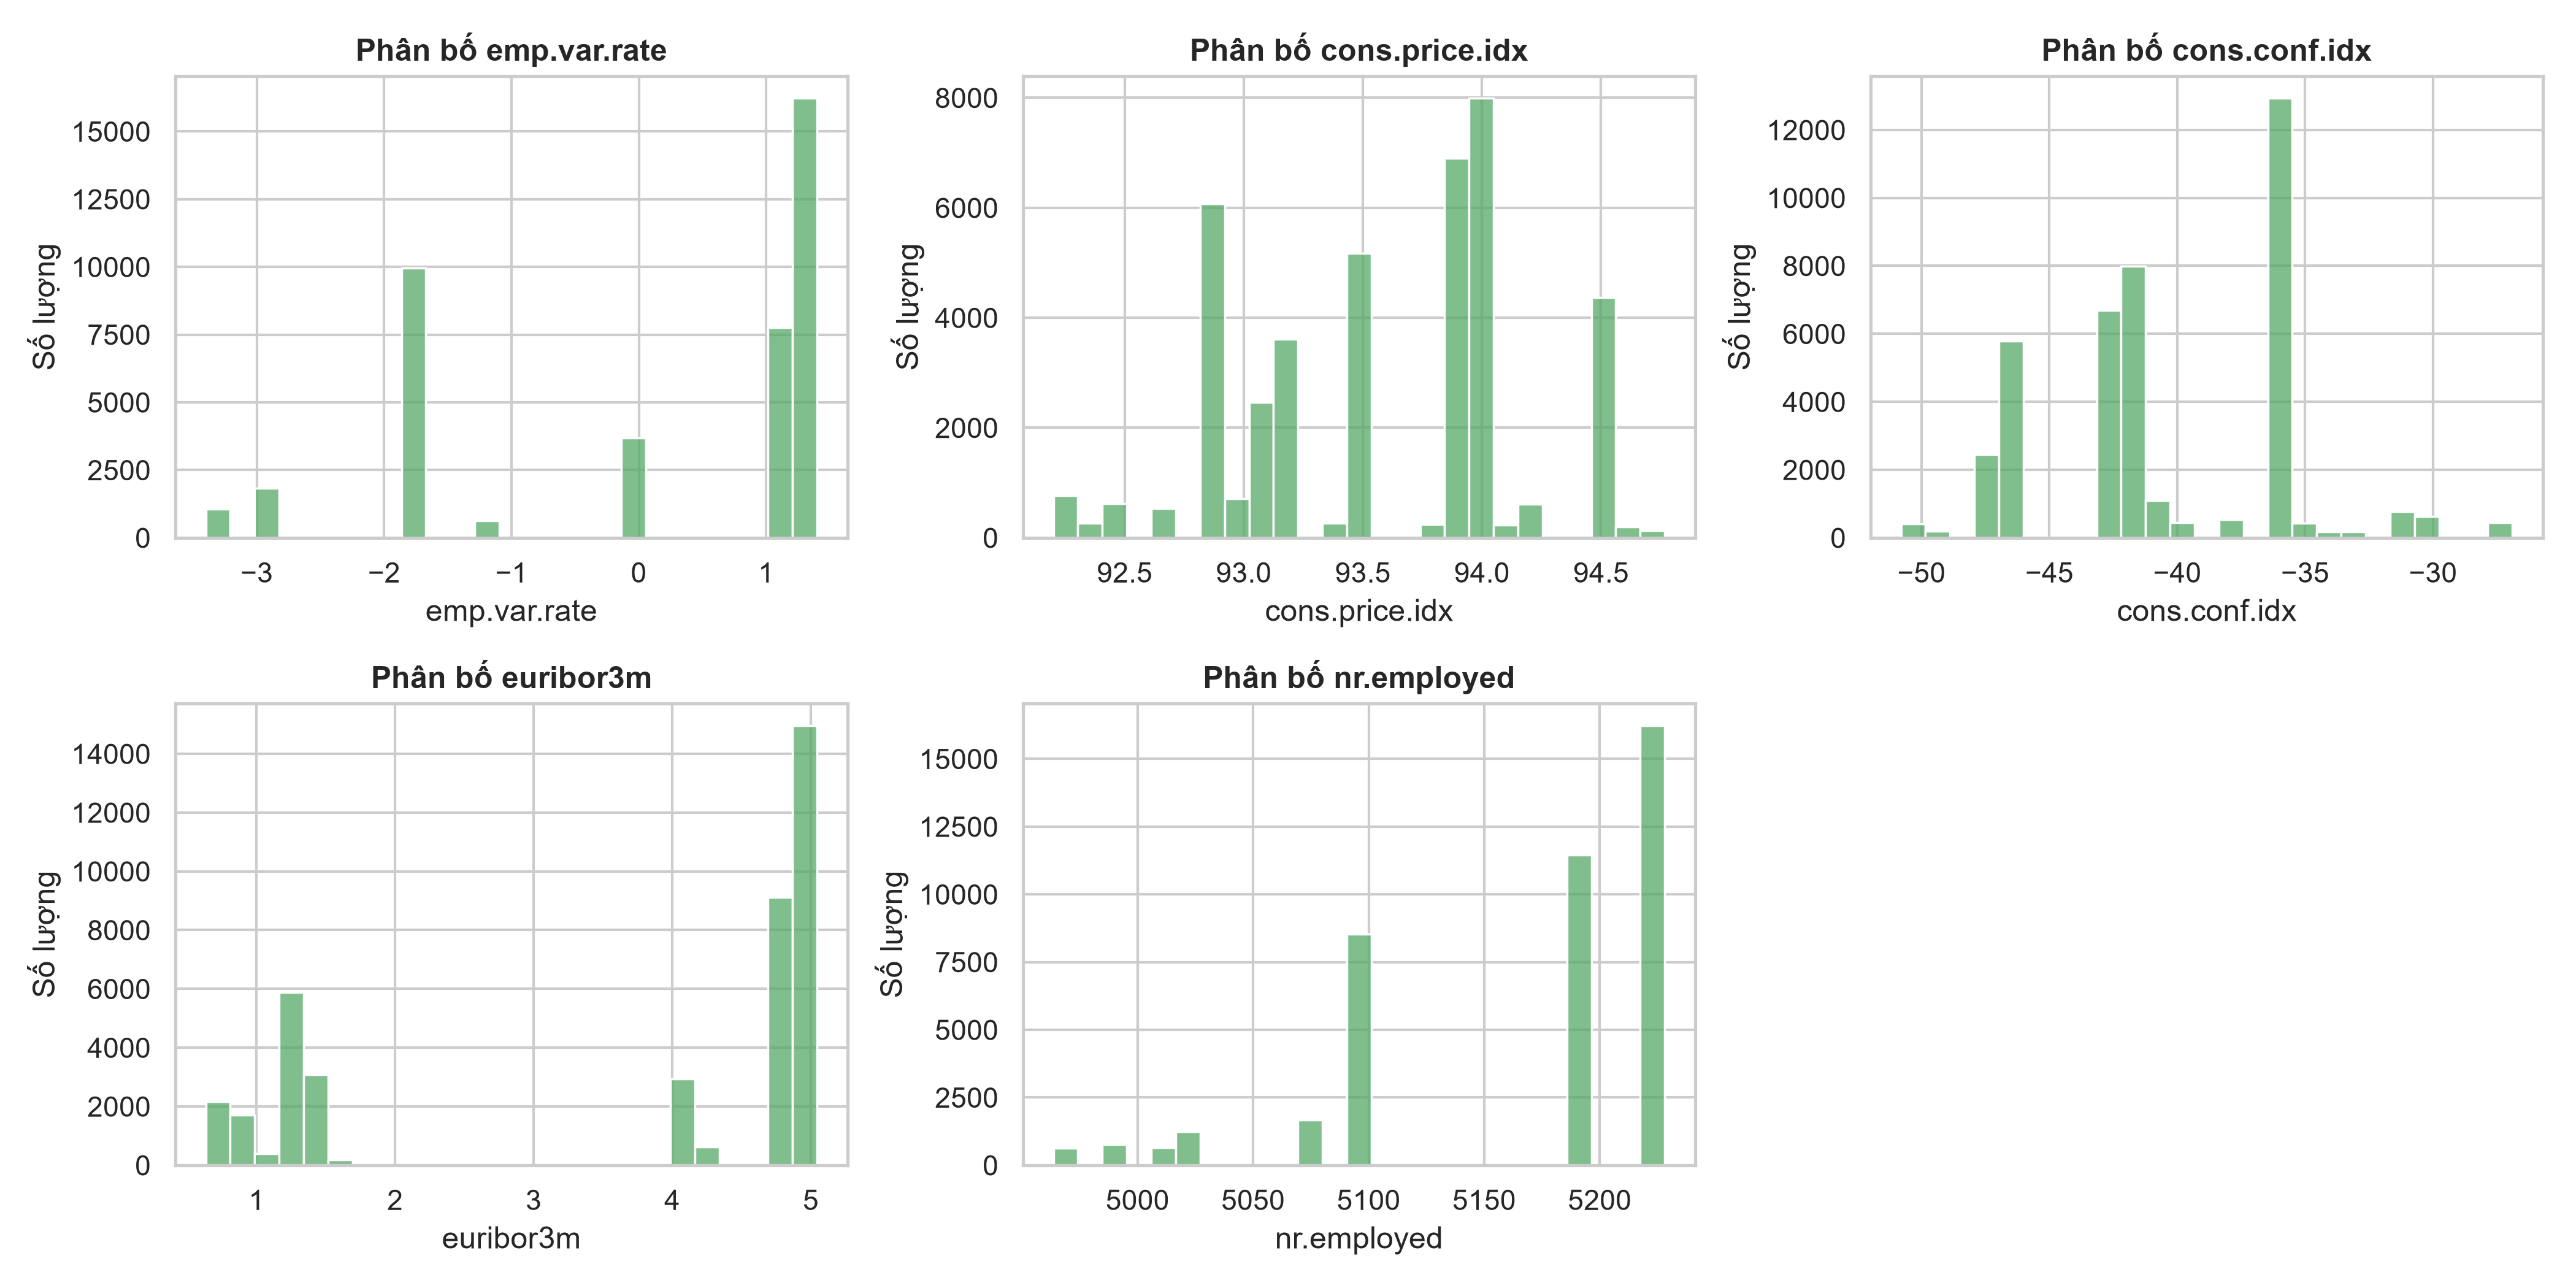 Phân bố emp.var.rate
Số lượng
15000
12500
10000
7500
5000
2500
0
−3 −2 −1 0 1
emp.var.rate
Phân bố cons.price.idx
Số lượng
8000
6000
4000
2000
0
92.5 93.0 93.5 94.0 94.5
cons.price.idx
Phân bố cons.conf.idx
Số lượng
12000
10000
8000
6000
4000
2000
0
−50 −45 −40 −35 −30
cons.conf.idx
Phân bố euribor3m
Số lượng
14000
12000
10000
8000
6000
4000
2000
0
1 2 3 4 5
euribor3m
Phân bố nr.employed
Số lượng
15000
12500
10000
7500
5000
2500
0
5000 5050 5100 5150 5200
nr.employed